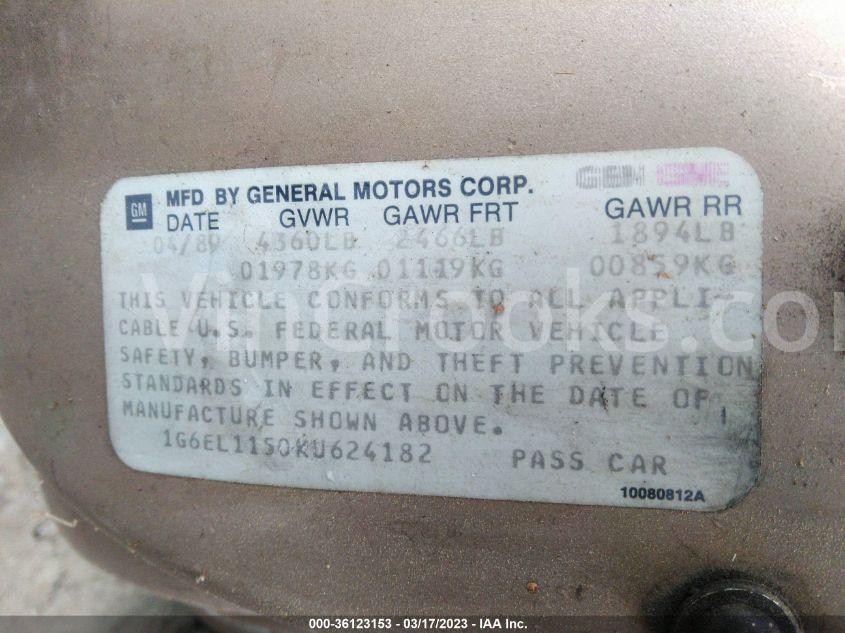 GM MFD BY GENERAL MOTORS CORP. GEM GME
DATE GVWR GAWR FRT GAWR RR
04/89 4360LB 2466LB 1894LB
01978KG 01119KG 00859KG
THIS VEHICLE CONFORMS TO ALL APPLI-
CABLE U.S. FEDERAL MOTOR VEHICLE
SAFETY, BUMPER, AND THEFT PREVENTION
STANDARDS IN EFFECT ON THE DATE OF
MANUFACTURE SHOWN ABOVE.
1G6EL1150KU624182 PASS CAR
10080812A
VinCrooks.com
000-36123153 - 03/17/2023 - IAA Inc.